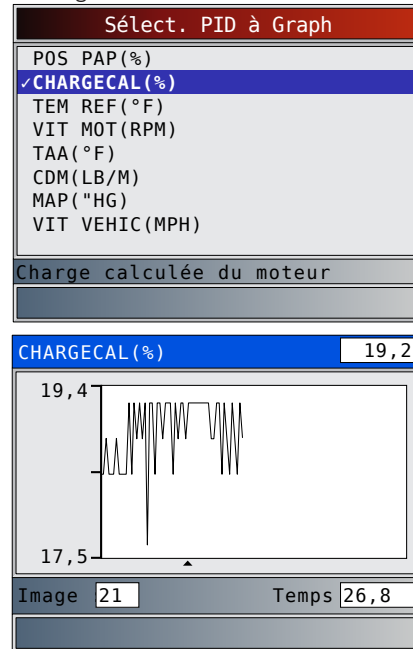 Sélect. PID à Graph
POS PAP(%)
✓CHARGECAL(%)
TEM REF(°F)
VIT MOT(RPM)
TAA(°F)
CDM(LB/M)
MAP("HG)
VIT VEHIC(MPH)
Charge calculée du moteur
CHARGECAL(%) 19,2
19,4
17,5
Image 21 Temps 26,8